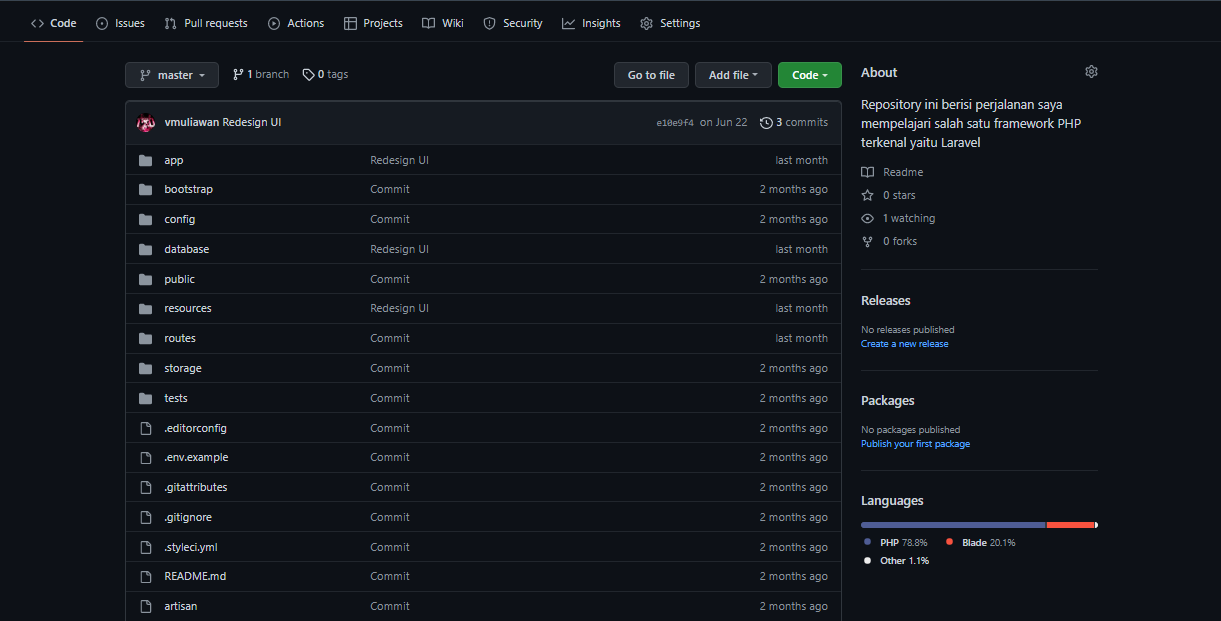 Code Issues Pull requests Actions Projects Wiki Security Insights Settings
master 1 branch 0 tags Go to file Add file Code
vmuliawan Redesign UI e10e9f4 on Jun 22 3 commits
app Redesign UI last month
bootstrap Commit 2 months ago
config Commit 2 months ago
database Redesign UI last month
public Commit 2 months ago
resources Redesign UI last month
routes Commit last month
storage Commit 2 months ago
tests Commit 2 months ago
.editorconfig Commit 2 months ago
.env.example Commit 2 months ago
.gitattributes Commit 2 months ago
.gitignore Commit 2 months ago
.styleci.yml Commit 2 months ago
README.md Commit 2 months ago
artisan Commit 2 months ago
About
Repository ini berisi perjalanan saya
mempelajari salah satu framework PHP
terkenal yaitu Laravel
Readme
0 stars
1 watching
0 forks
Releases
No releases published
Create a new release
Packages
No packages published
Publish your first package
Languages
PHP 78.8% Blade 20.1%
Other 1.1%